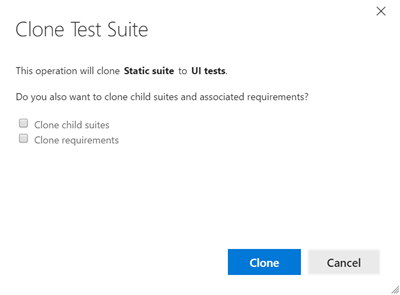 Clone Test Suite
This operation will clone Static suite to UI tests.
Do you also want to clone child suites and associated requirements?
Clone child suites
Clone requirements
Clone Cancel